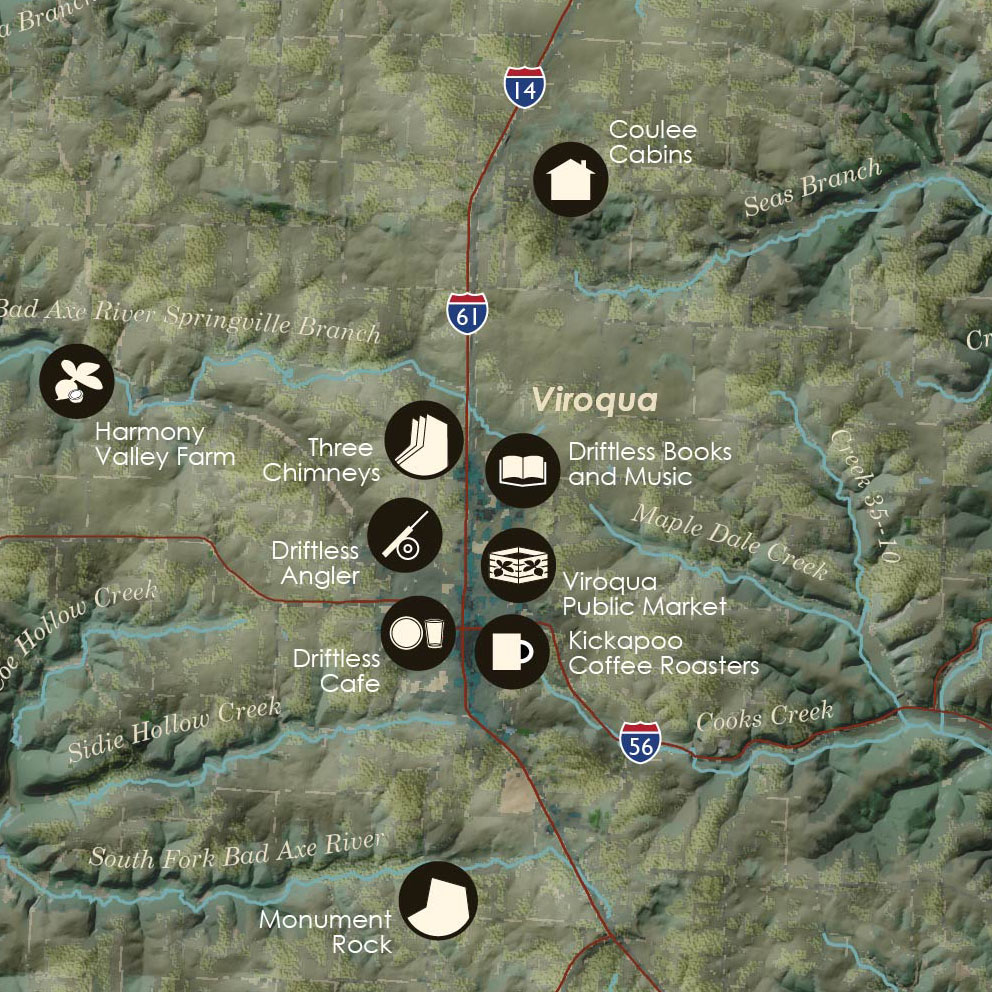 Branch
14
Coulee
Cabins
Seas Branch
61
Bad Axe River Springville Branch
Viroqua
Harmony
Valley Farm
Three
Chimneys
Driftless Books
and Music
Creek 35-10
Maple Dale Creek
Driftless
Angler
Viroqua
Public Market
Hollow Creek
Kickapoo
Coffee Roasters
Driftless
Cafe
Sidie Hollow Creek
Cooks Creek
56
South Fork Bad Axe River
Monument
Rock